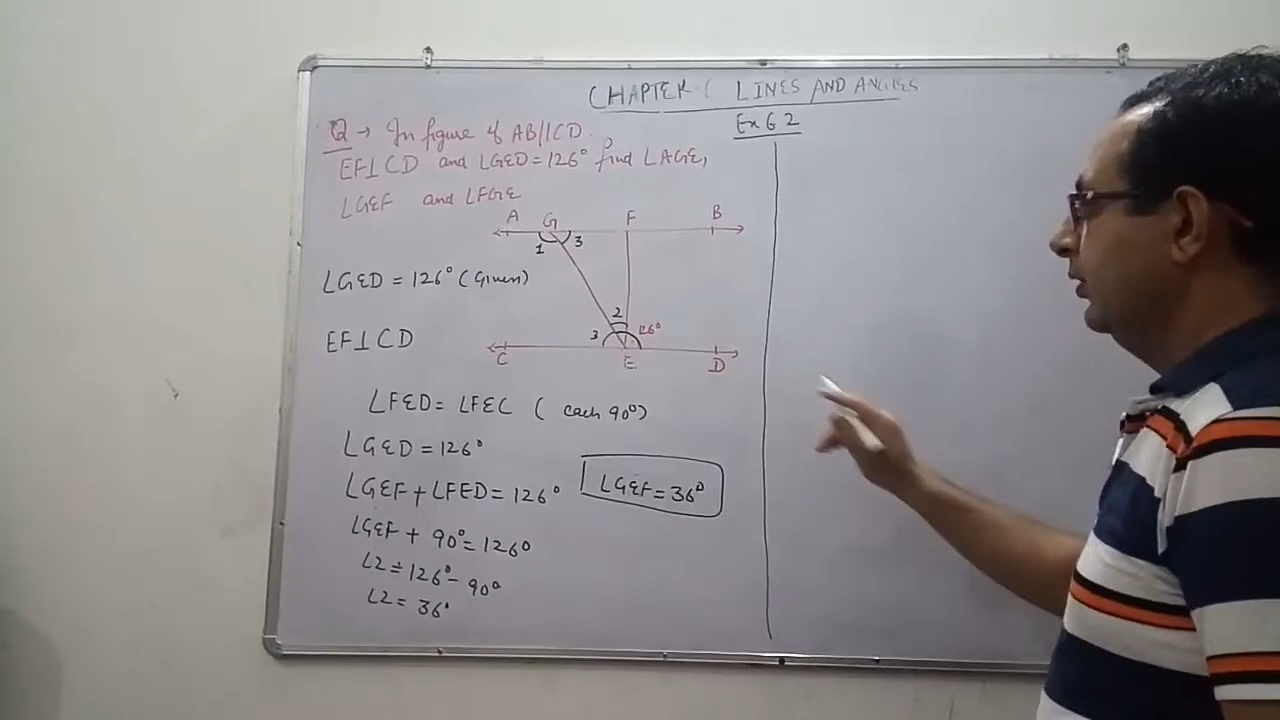 CHAPTER 6 LINES AND ANGLES
Ex 6 2
Q → In figure if AB//CD.
EF⊥CD and ∠GED=126° find ∠AGE,
∠GEF and ∠FGE
A G F B
1 3
∠GED = 126° (Given)
2
3 126°
EF⊥CD
C E D
∠FED = ∠FEC ( each 90°)
∠GED = 126°
∠GEF + ∠FED = 126°
∠GEF = 36°
∠GEF + 90° = 126°
∠2 = 126° - 90°
∠2 = 36°